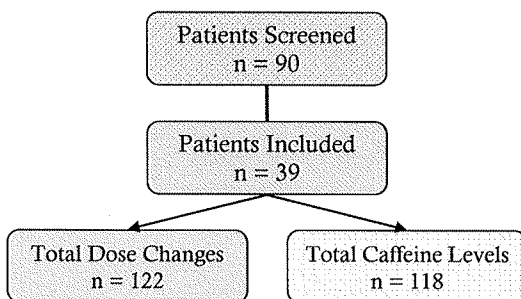 Patients Screened
n = 90
Patients Included
n = 39
Total Dose Changes
n = 122
Total Caffeine Levels
n = 118